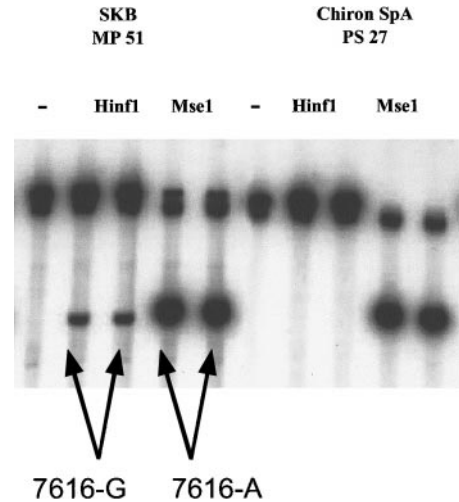 SKB
MP 51
Chiron SpA
PS 27
- Hinf1 Mse1 - Hinf1 Mse1
7616-G 7616-A